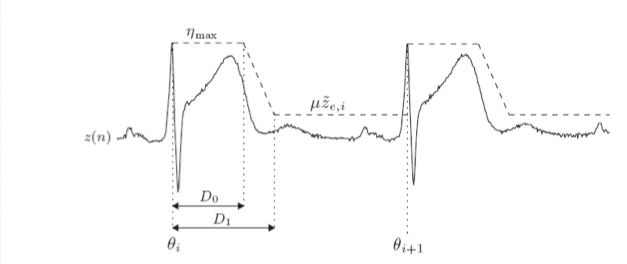 η_max
μz̃_{e,i}
z(n)
D_0
D_1
θ_i
θ_{i+1}